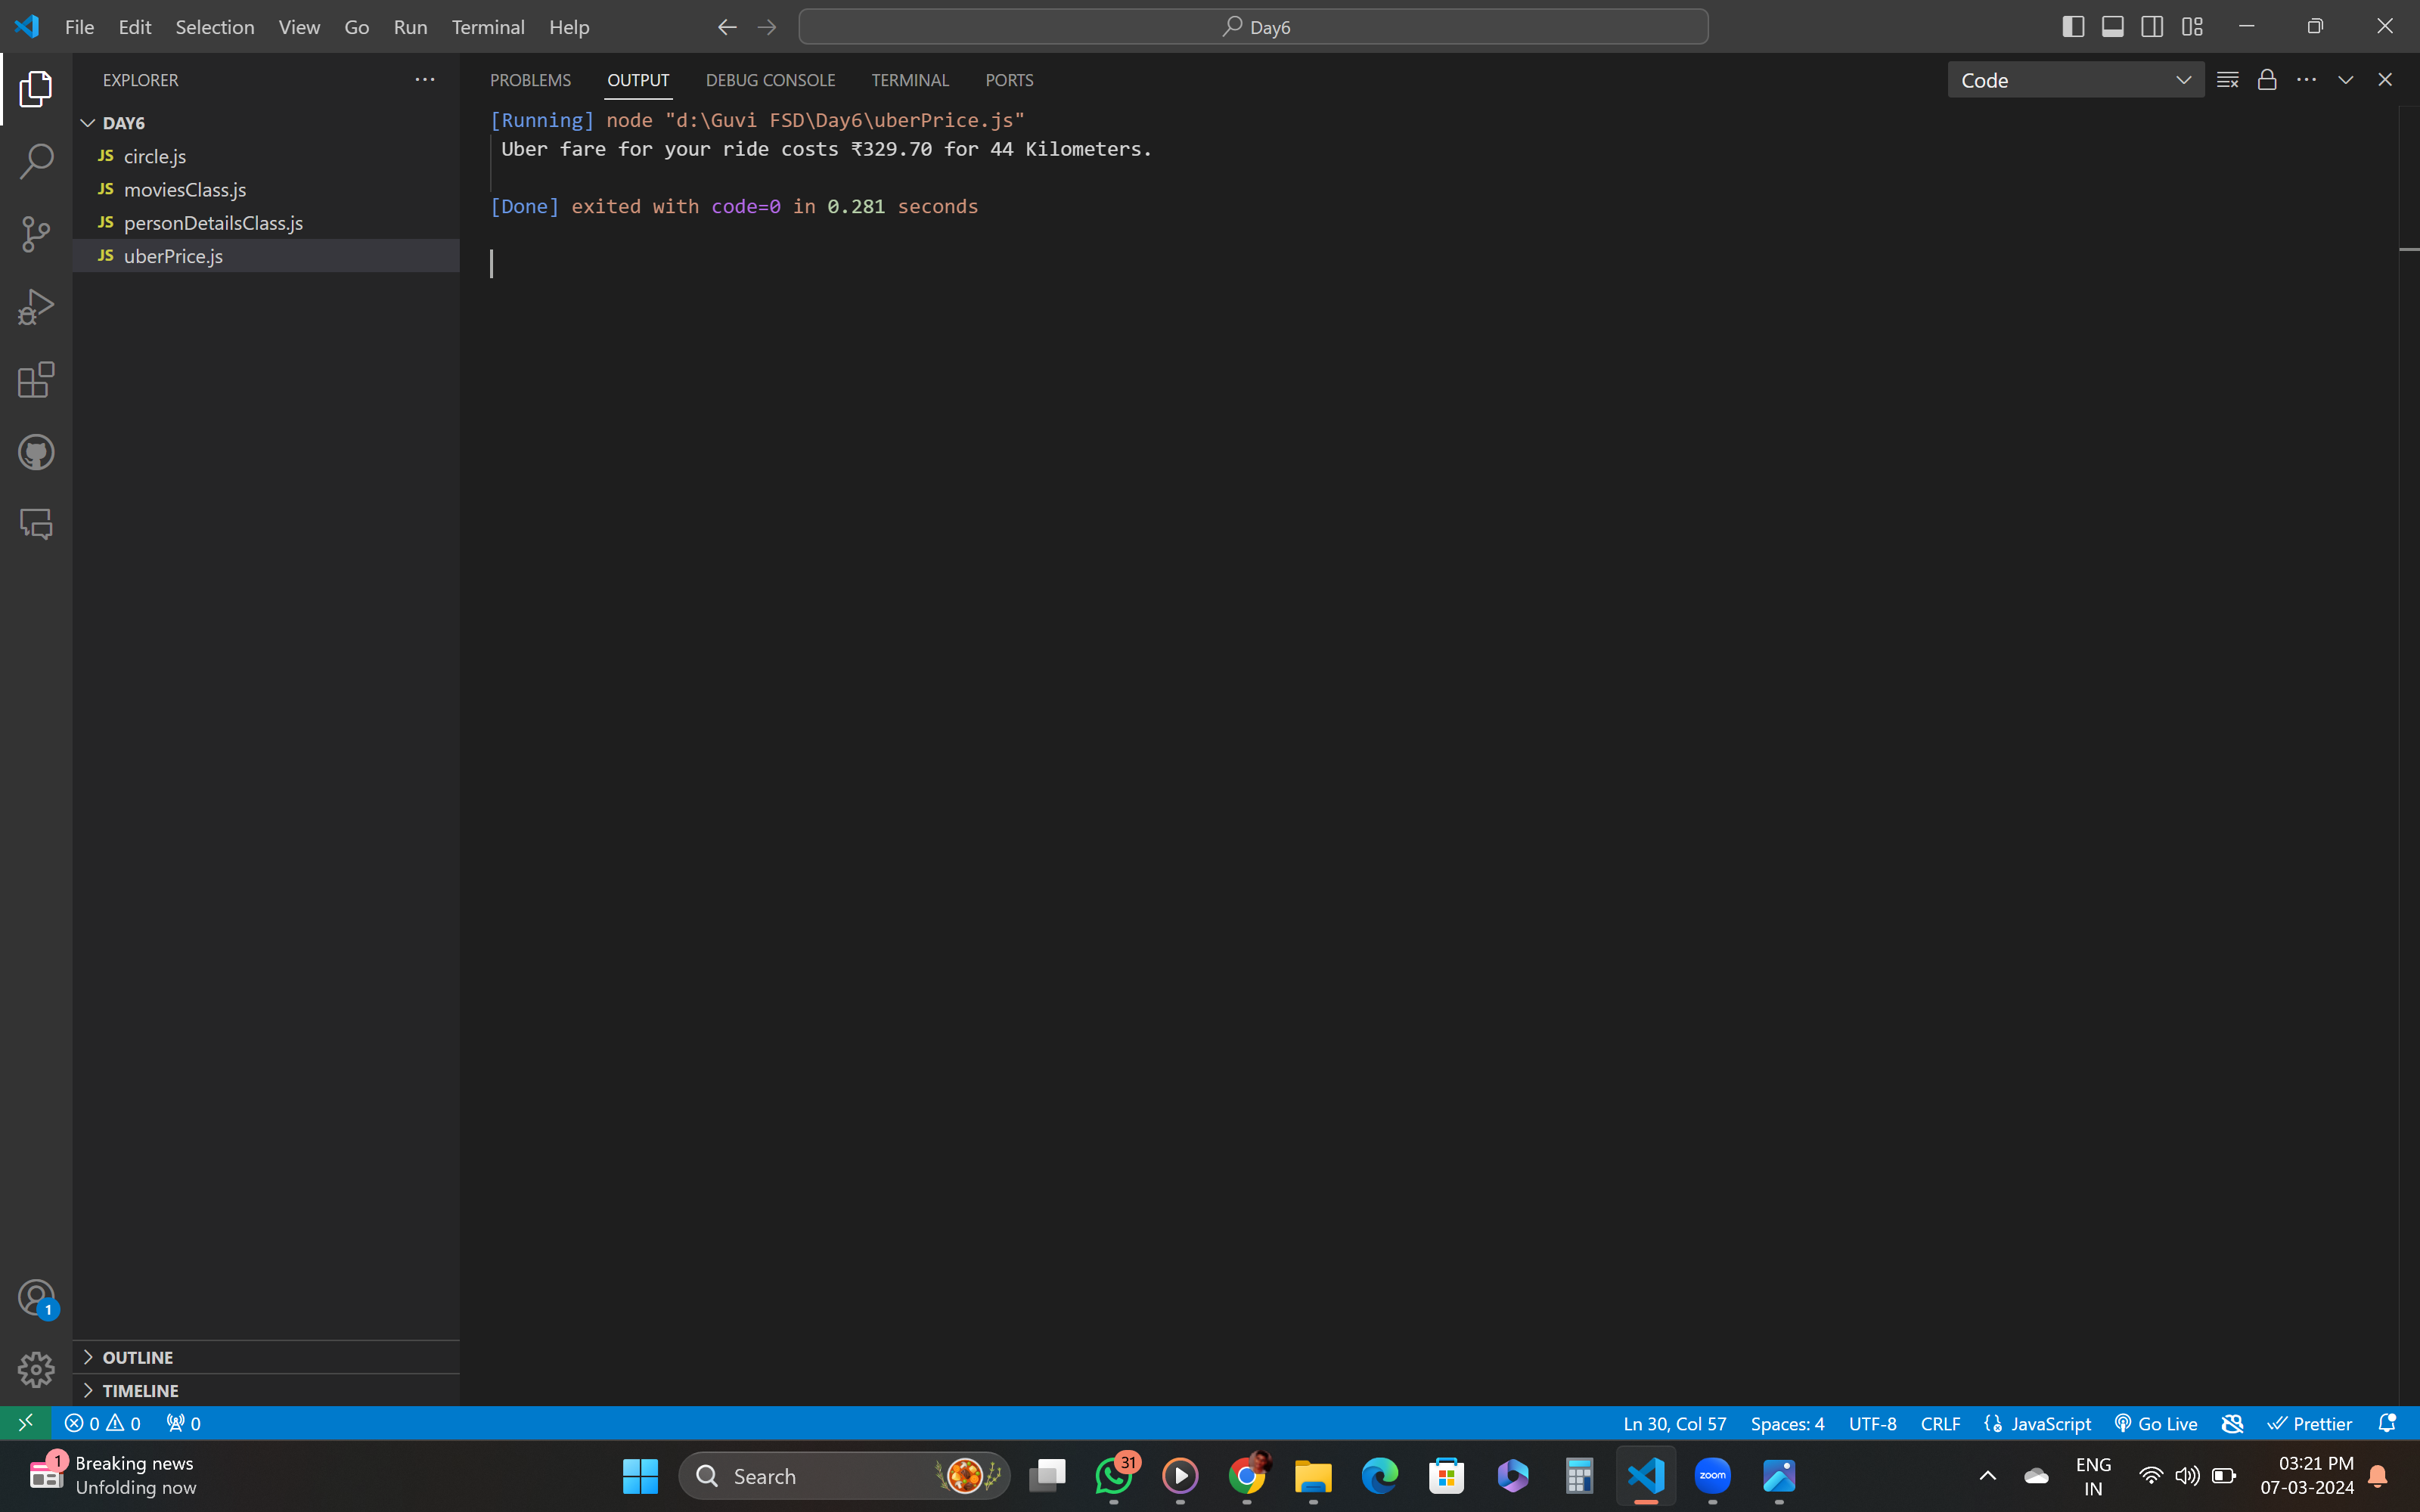 File Edit Selection View Go Run Terminal Help
Day6
EXPLORER
DAY6
JS circle.js
JS moviesClass.js
JS personDetailsClass.js
JS uberPrice.js
OUTLINE
TIMELINE
PROBLEMS OUTPUT DEBUG CONSOLE TERMINAL PORTS
Code
[Running] node "d:\Guvi FSD\Day6\uberPrice.js"
Uber fare for your ride costs ₹329.70 for 44 Kilometers.
[Done] exited with code=0 in 0.281 seconds
1
0 0 0
Ln 30, Col 57 Spaces: 4 UTF-8 CRLF JavaScript Go Live Prettier
1
Breaking news
Unfolding now
Search
31
zoom
ENG
IN
03:21 PM
07-03-2024